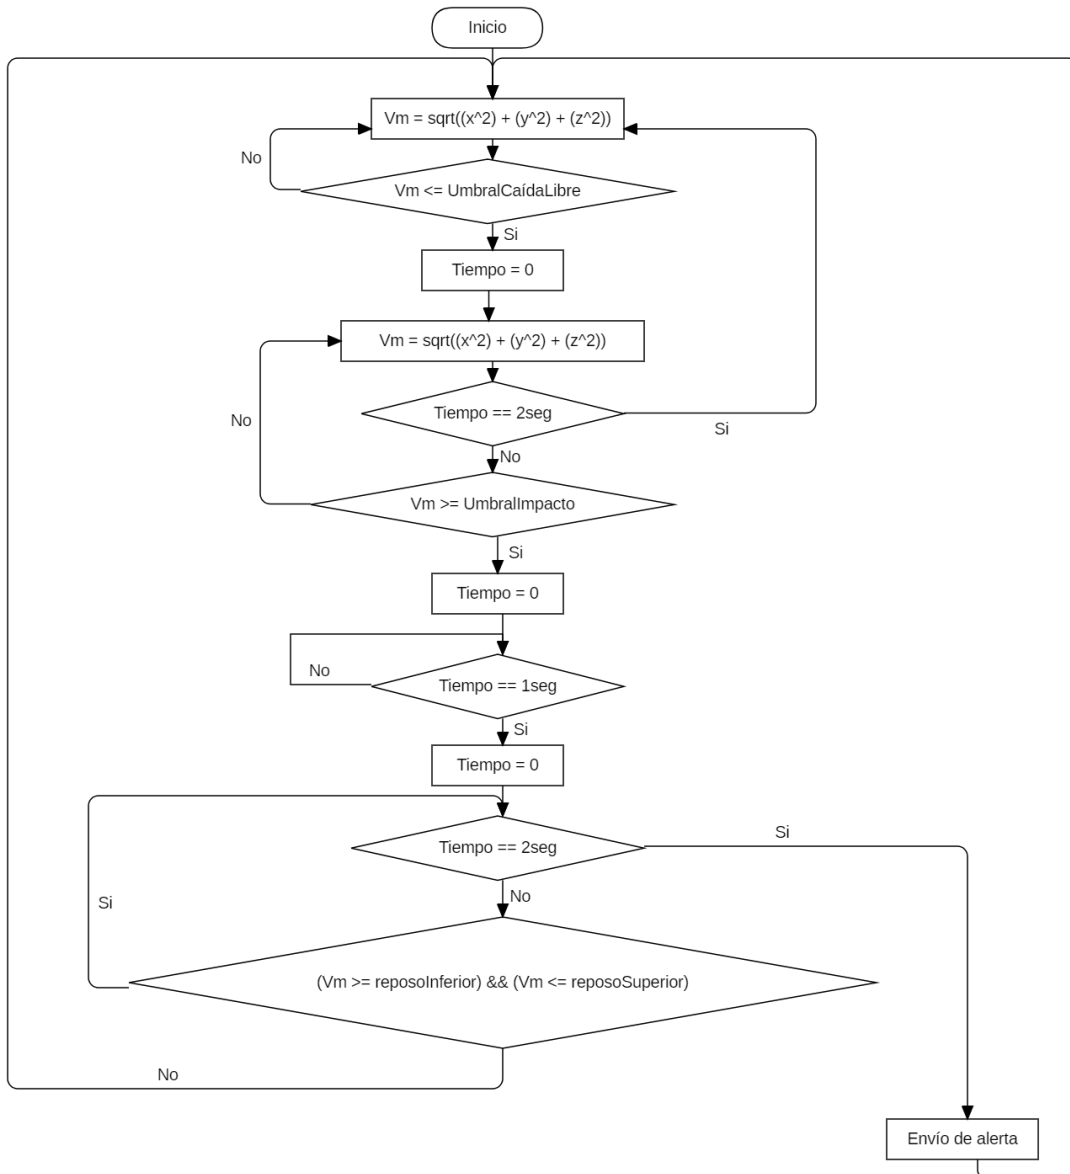 Inicio
Vm = sqrt((x^2) + (y^2) + (z^2))
No
Vm <= UmbralCaídaLibre
Si
Tiempo = 0
Vm = sqrt((x^2) + (y^2) + (z^2))
Tiempo == 2seg
No
Si
No
Vm >= UmbralImpacto
Si
Tiempo = 0
No
Tiempo == 1seg
Si
Tiempo = 0
Si
Tiempo == 2seg
No
Si
(Vm >= reposoInferior) && (Vm <= reposoSuperior)
No
Envío de alerta